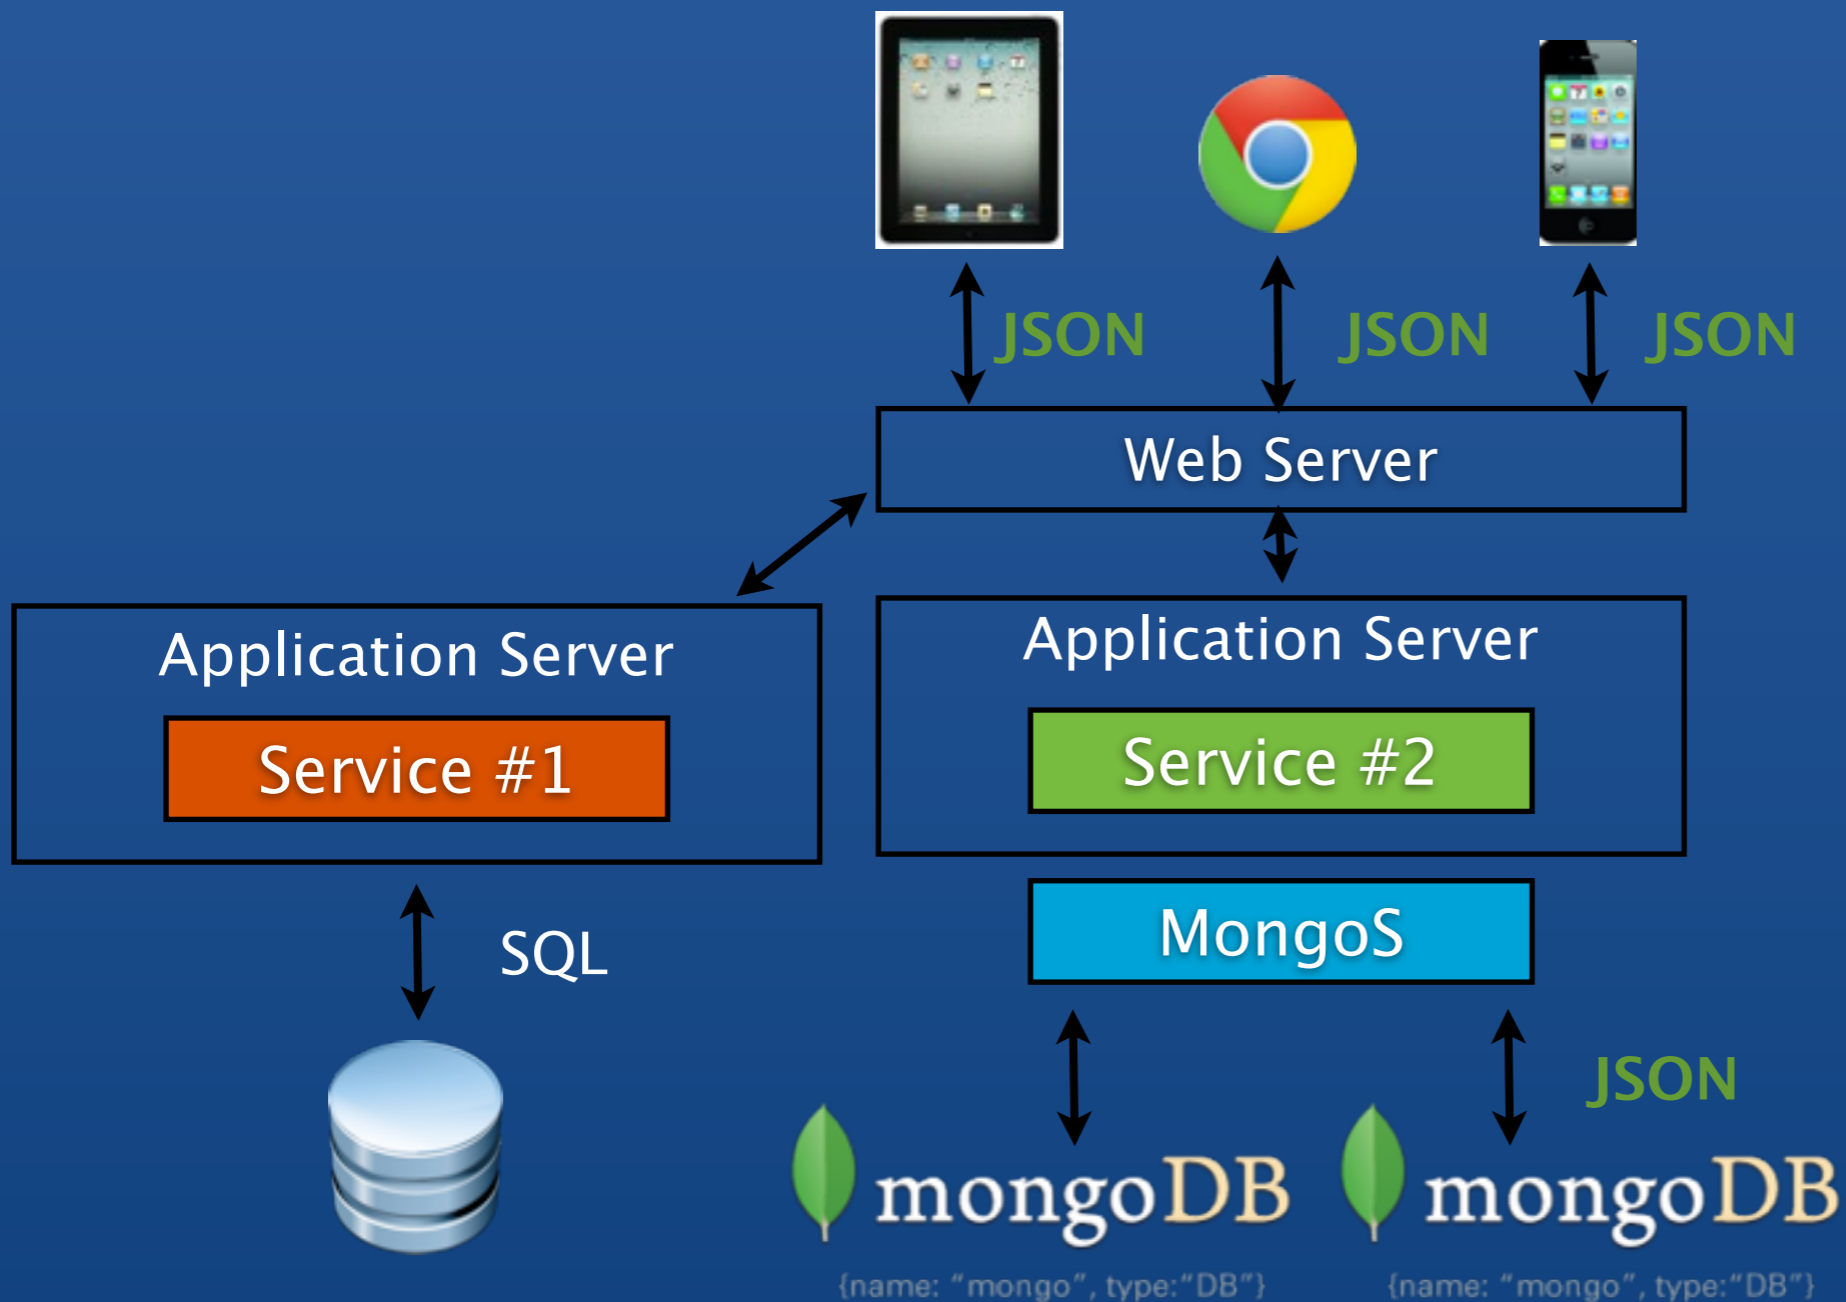 JSON
JSON
JSON
Web Server
Application Server
Service #1
SQL
Application Server
Service #2
MongoS
JSON
mongoDB
{name: “mongo”, type:“DB”}
mongoDB
{name: “mongo”, type:“DB”}